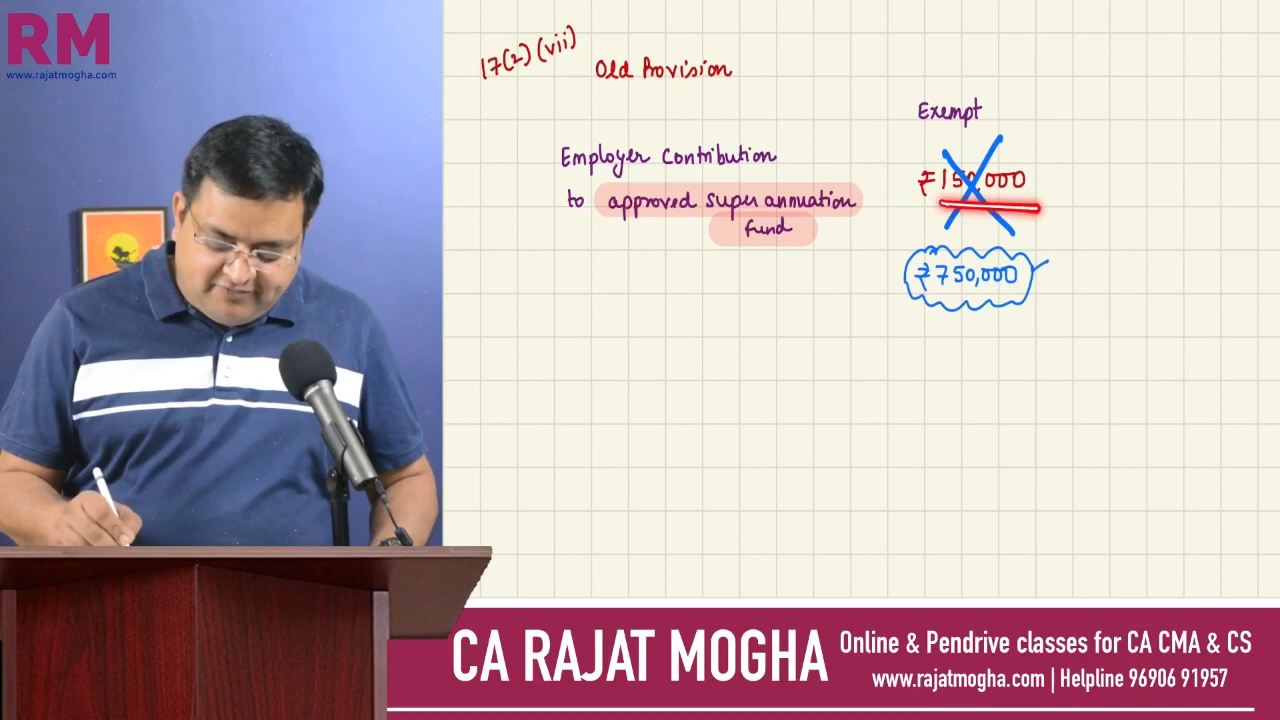 RM
www.rajatmogha.com
17(2)(vii)
Old Provision
Exempt
Employer Contribution
₹150,000
to approved super annuation
fund
₹750,000
CA RAJAT MOGHA
Online & Pendrive classes for CA CMA & CS
www.rajatmogha.com | Helpline 96906 91957